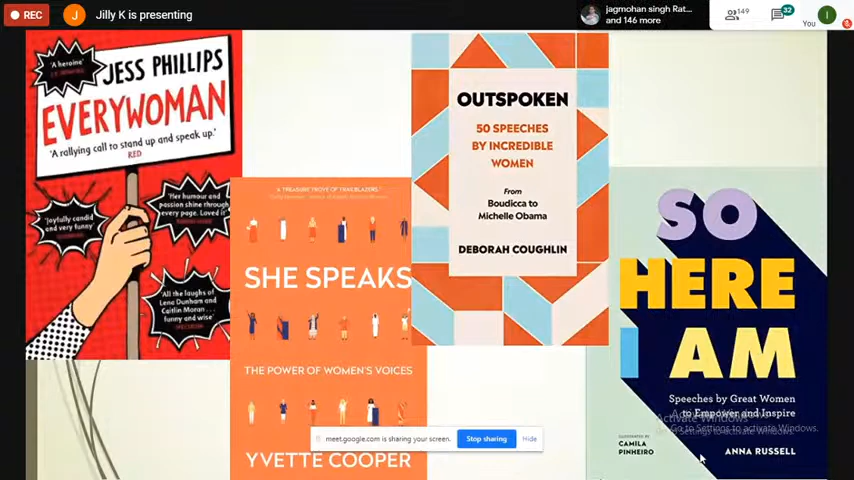 REC
J
Jilly K is presenting
jagmohan singh Rat...
and 146 more
149
32
You
I
'A heroine'
JESS PHILLIPS
EVERYWOMAN
'A rallying call to stand up and speak up.'
RED
'Joyfully candid
and very funny'
'Her humour and
passion shine through
every page. Loved it'
'All the laughs of
Lena Dunham and
Caitlin Moran...
funny and wise'
'A TREASURE TROVE OF TRAILBLAZERS.'
SHE SPEAKS
THE POWER OF WOMEN'S VOICES
YVETTE COOPER
OUTSPOKEN
50 SPEECHES
BY INCREDIBLE
WOMEN
From
Boudicca to
Michelle Obama
DEBORAH COUGHLIN
SO
HERE
I AM
Speeches by Great Women
to Empower and Inspire
Activate Windows
Go to Settings to activate Windows.
ILLUSTRATED BY
CAMILA
PINHEIRO
ANNA RUSSELL
meet.google.com is sharing your screen.
Stop sharing
Hide